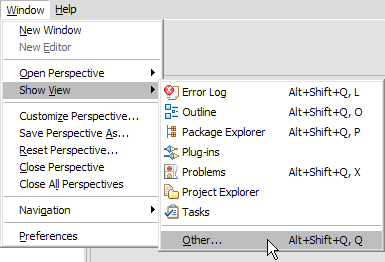 Window Help
New Window
New Editor
Open Perspective
Show View
Customize Perspective...
Save Perspective As...
Reset Perspective...
Close Perspective
Close All Perspectives
Navigation
Preferences
Error Log Alt+Shift+Q, L
Outline Alt+Shift+Q, O
Package Explorer Alt+Shift+Q, P
Plug-ins
Problems Alt+Shift+Q, X
Project Explorer
Tasks
Other... Alt+Shift+Q, Q